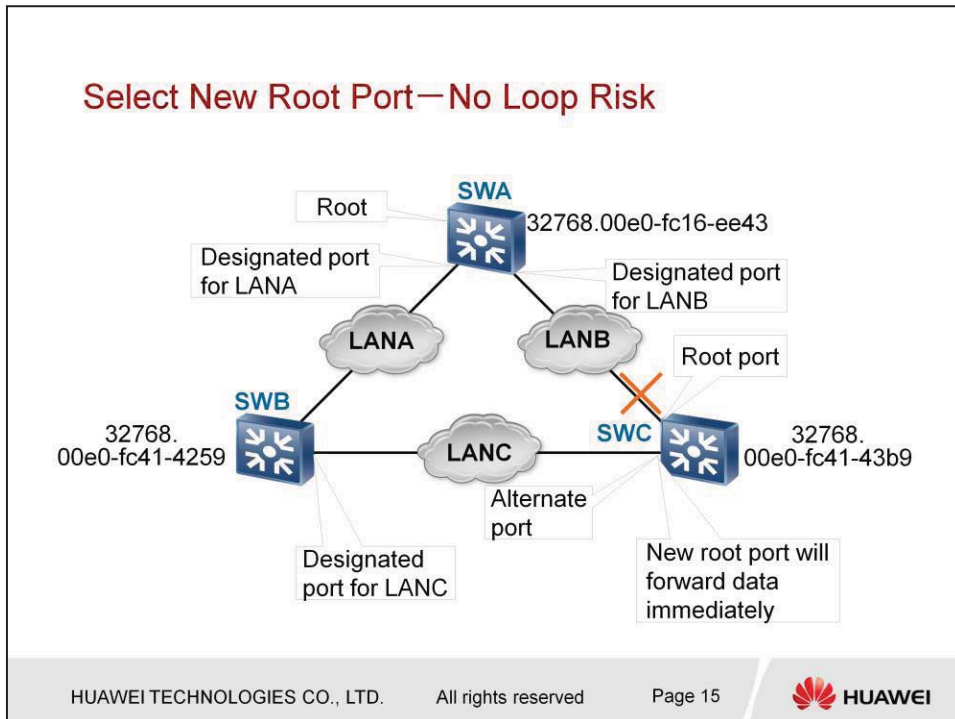 Select New Root Port—No Loop Risk
SWA
Root
32768.00e0-fc16-ee43
Designated port
for LANA
Designated port
for LANB
LANA
LANB
Root port
SWB
SWC
32768.
00e0-fc41-4259
LANC
32768.
00e0-fc41-43b9
Alternate
port
Designated
port for LANC
New root port will
forward data
immediately
HUAWEI TECHNOLOGIES CO., LTD.
All rights reserved
Page 15
HUAWEI